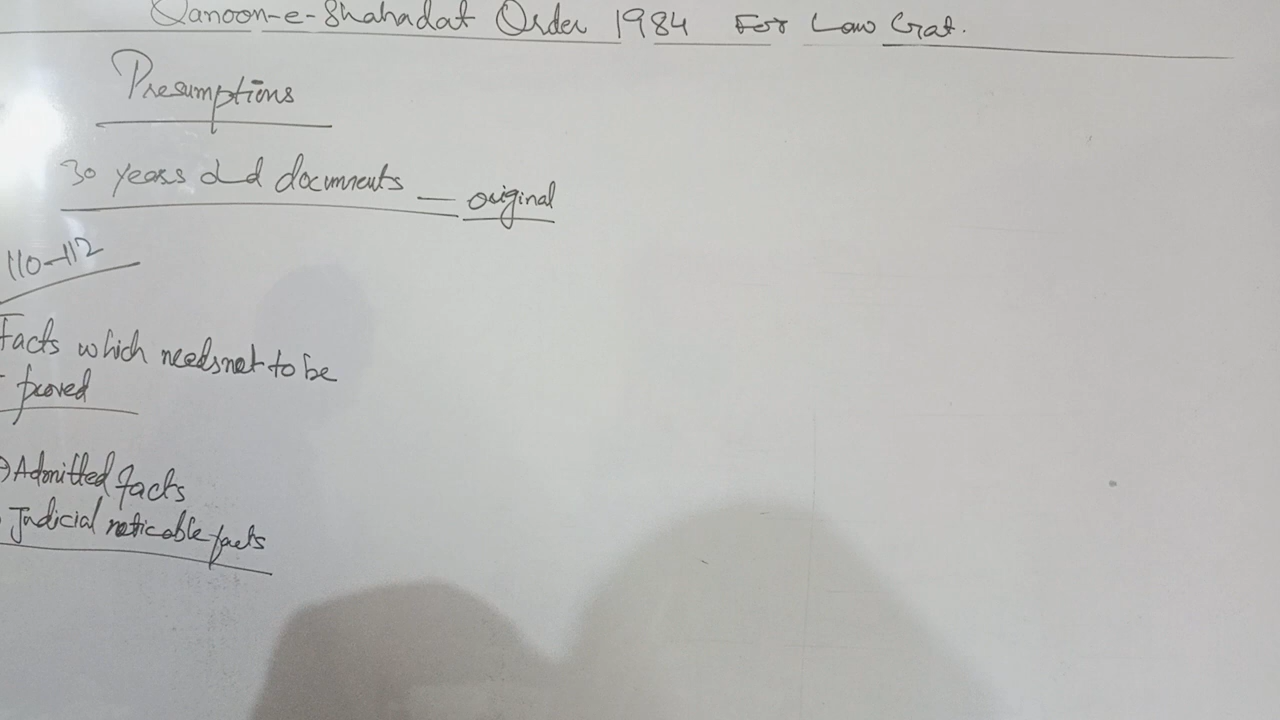 Qanoon-e-Shahadat Order 1984 For Law Gat.
Presumptions
30 years old documents — original
110-112
Facts which needs not to be
proved
Admitted facts
Judicial noticable facts